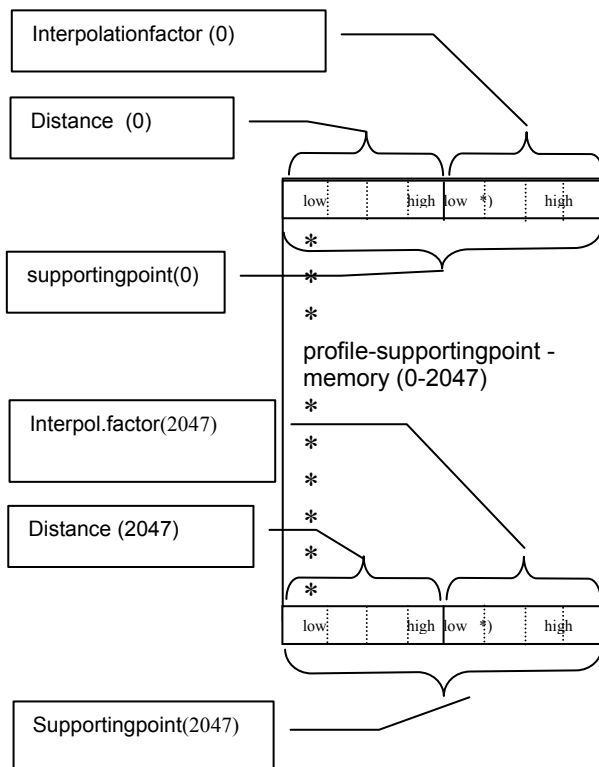 Interpolationfactor (0)
Distance (0)
low high low *) high
*
supportingpoint(0)
*
*
profile-supportingpoint -
memory (0-2047)
*
Interpol.factor(2047)
*
*
Distance (2047)
*
*
*
low high low *) high
Supportingpoint(2047)